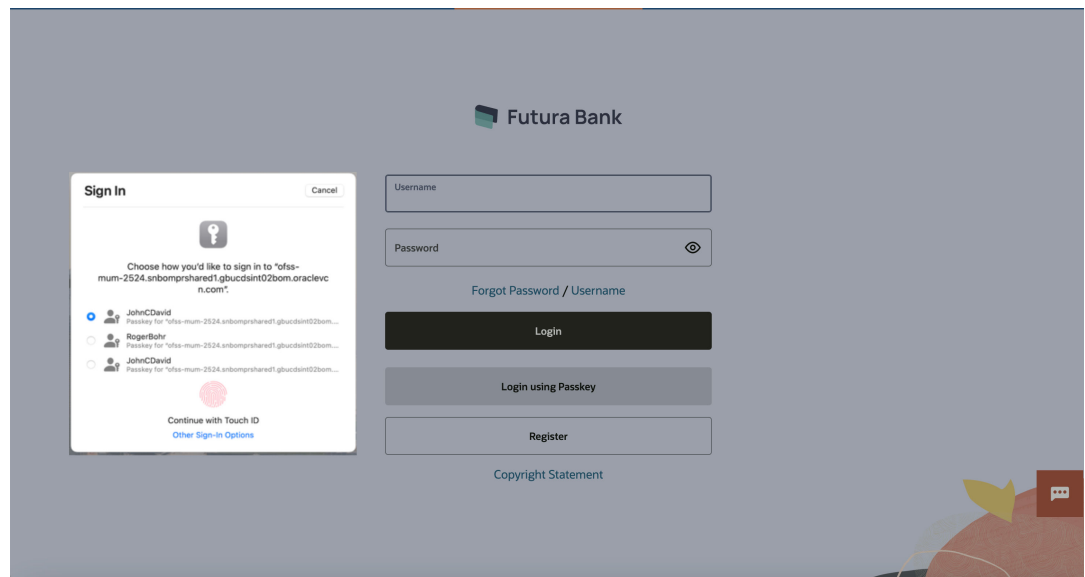 Futura Bank
Sign In
Cancel
Choose how you'd like to sign in to "ofss-
mum-2524.snbomprshared1.gbucdsint02bom.oraclevc
n.com".
JohnCDavid
Passkey for "ofss-mum-2524.snbomprshared1.gbucdsint02bom....
RogerBohr
Passkey for "ofss-mum-2524.snbomprshared1.gbucdsint02bom....
JohnCDavid
Passkey for "ofss-mum-2524.snbomprshared1.gbucdsint02bom....
Continue with Touch ID
Other Sign-In Options
Username
Password
Forgot Password / Username
Login
Login using Passkey
Register
Copyright Statement